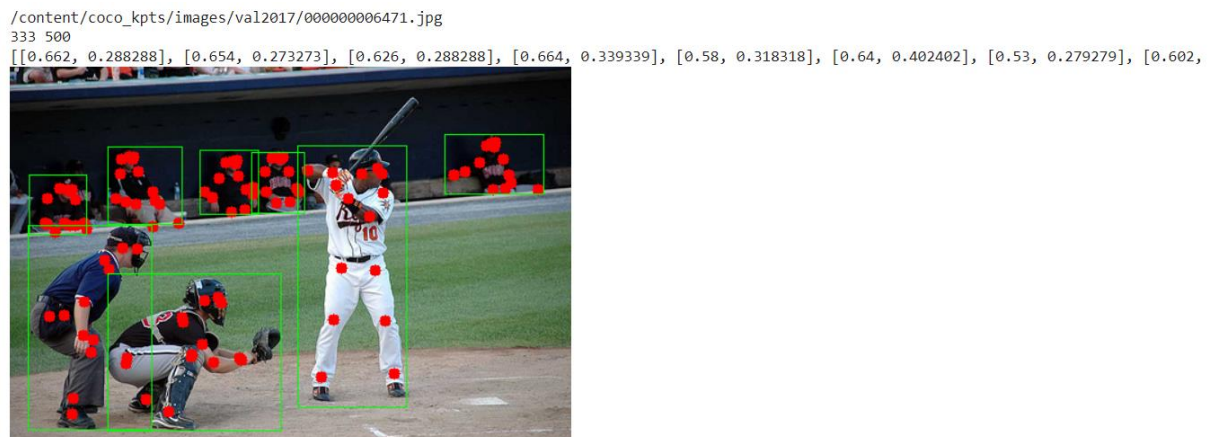 /content/coco_kpts/images/val2017/000000006471.jpg
333 500
[[0.662, 0.288288], [0.654, 0.273273], [0.626, 0.288288], [0.664, 0.339339], [0.58, 0.318318], [0.64, 0.402402], [0.53, 0.279279], [0.602,
10